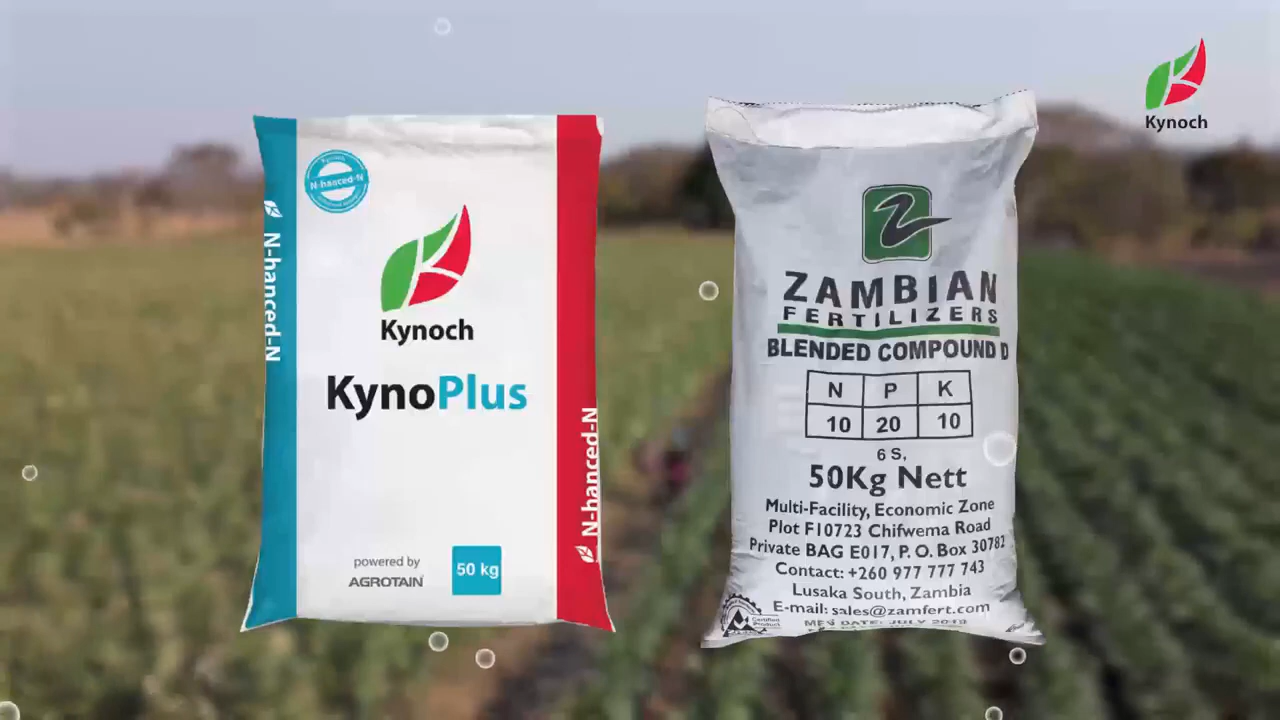 Kynoch
N-hanced-N
N-hanced-N
Kynoch
KynoPlus
N-hanced-N
powered by
AGROTAIN
50 kg
ZAMBIAN
FERTILIZERS
BLENDED COMPOUND D
N P K
10 20 10
6 S,
50Kg Nett
Multi-Facility, Economic Zone
Plot F10723 Chifwema Road
Private BAG E017, P. O. Box 30782
Contact: +260 977 777 743
Lusaka South, Zambia
E-mail: sales@zamfert.com
Certified
Product